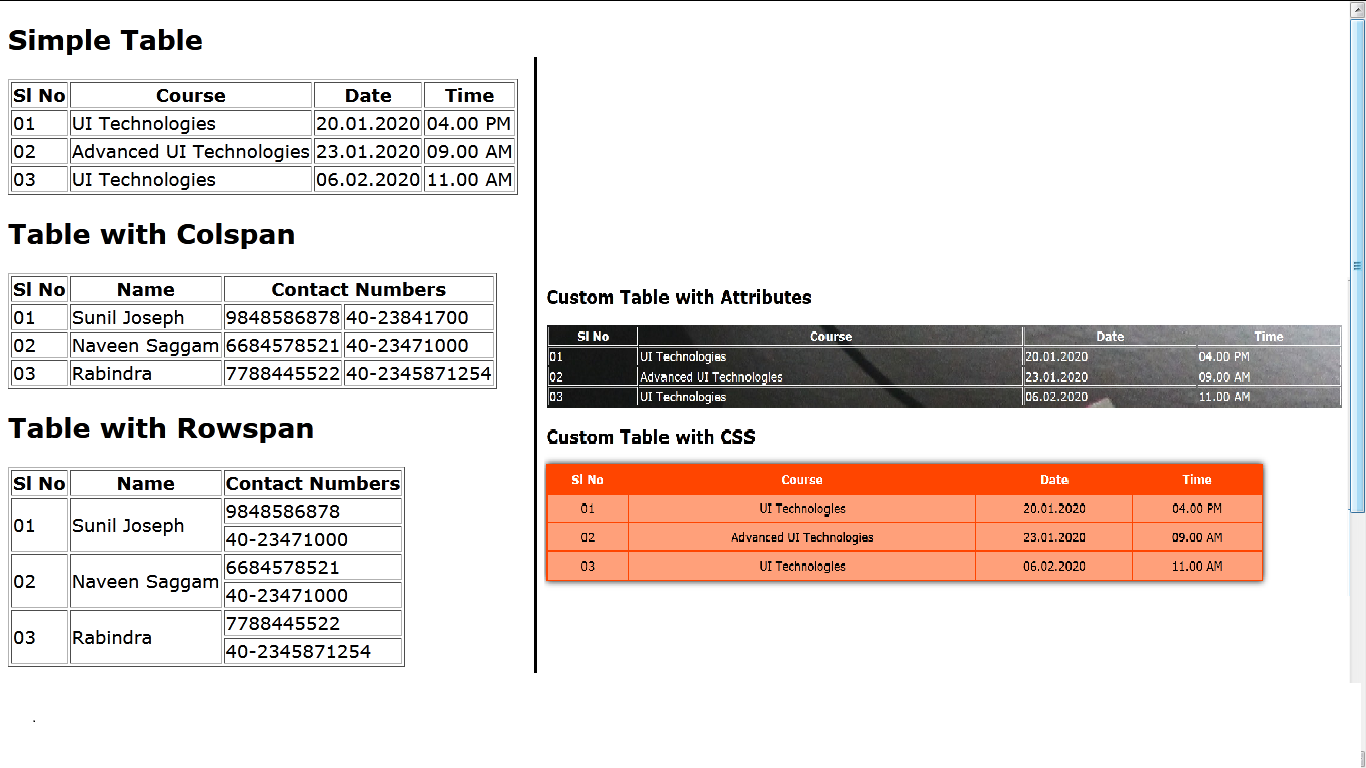 Simple Table
Sl No Course Date Time
01 UI Technologies 20.01.2020 04.00 PM
02 Advanced UI Technologies 23.01.2020 09.00 AM
03 UI Technologies 06.02.2020 11.00 AM
Table with Colspan
Sl No Name Contact Numbers
01 Sunil Joseph 9848586878 40-23841700
02 Naveen Saggam 6684578521 40-23471000
03 Rabindra 7788445522 40-2345871254
Table with Rowspan
Sl No Name Contact Numbers
01 Sunil Joseph 9848586878
40-23471000
02 Naveen Saggam 6684578521
40-23471000
03 Rabindra 7788445522
40-2345871254
Custom Table with Attributes
Sl No Course Date Time
01 UI Technologies 20.01.2020 04.00 PM
02 Advanced UI Technologies 23.01.2020 09.00 AM
03 UI Technologies 06.02.2020 11.00 AM
Custom Table with CSS
Sl No Course Date Time
01 UI Technologies 20.01.2020 04.00 PM
02 Advanced UI Technologies 23.01.2020 09.00 AM
03 UI Technologies 06.02.2020 11.00 AM
.